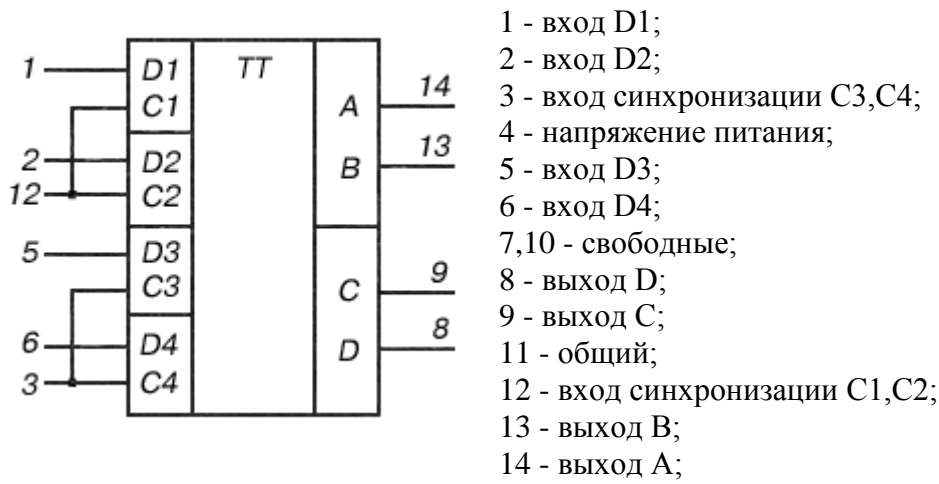 1 D1 TT A 14
C1
2 D2 B 13
12 C2
5 D3
C3 C 9
6 D4 D 8
3 C4
1 - вход D1;
2 - вход D2;
3 - вход синхронизации C3,C4;
4 - напряжение питания;
5 - вход D3;
6 - вход D4;
7,10 - свободные;
8 - выход D;
9 - выход C;
11 - общий;
12 - вход синхронизации C1,C2;
13 - выход B;
14 - выход A;